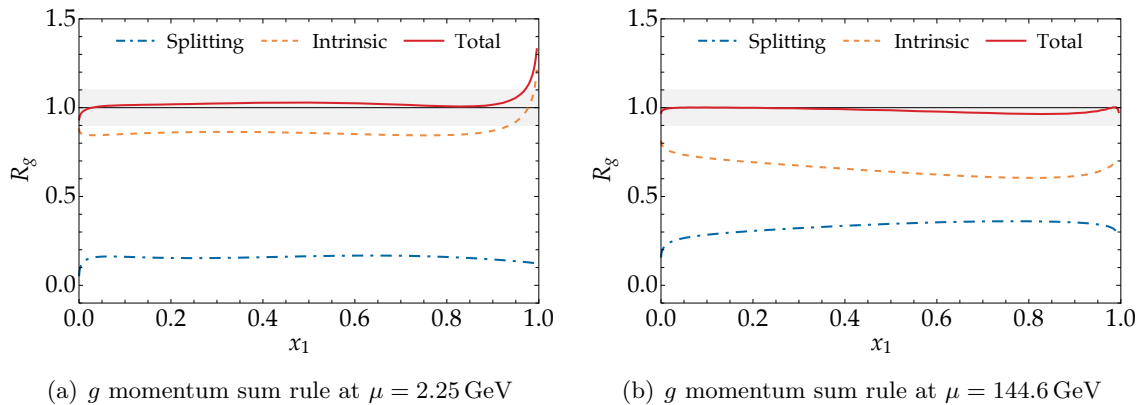 Splitting Intrinsic Total
1.5
1.0
0.5
0.0
R_g
0.0 0.2 0.4 0.6 0.8 1.0
x_1
(a) g momentum sum rule at μ = 2.25 GeV
Splitting Intrinsic Total
1.5
1.0
0.5
0.0
R_g
0.0 0.2 0.4 0.6 0.8 1.0
x_1
(b) g momentum sum rule at μ = 144.6 GeV